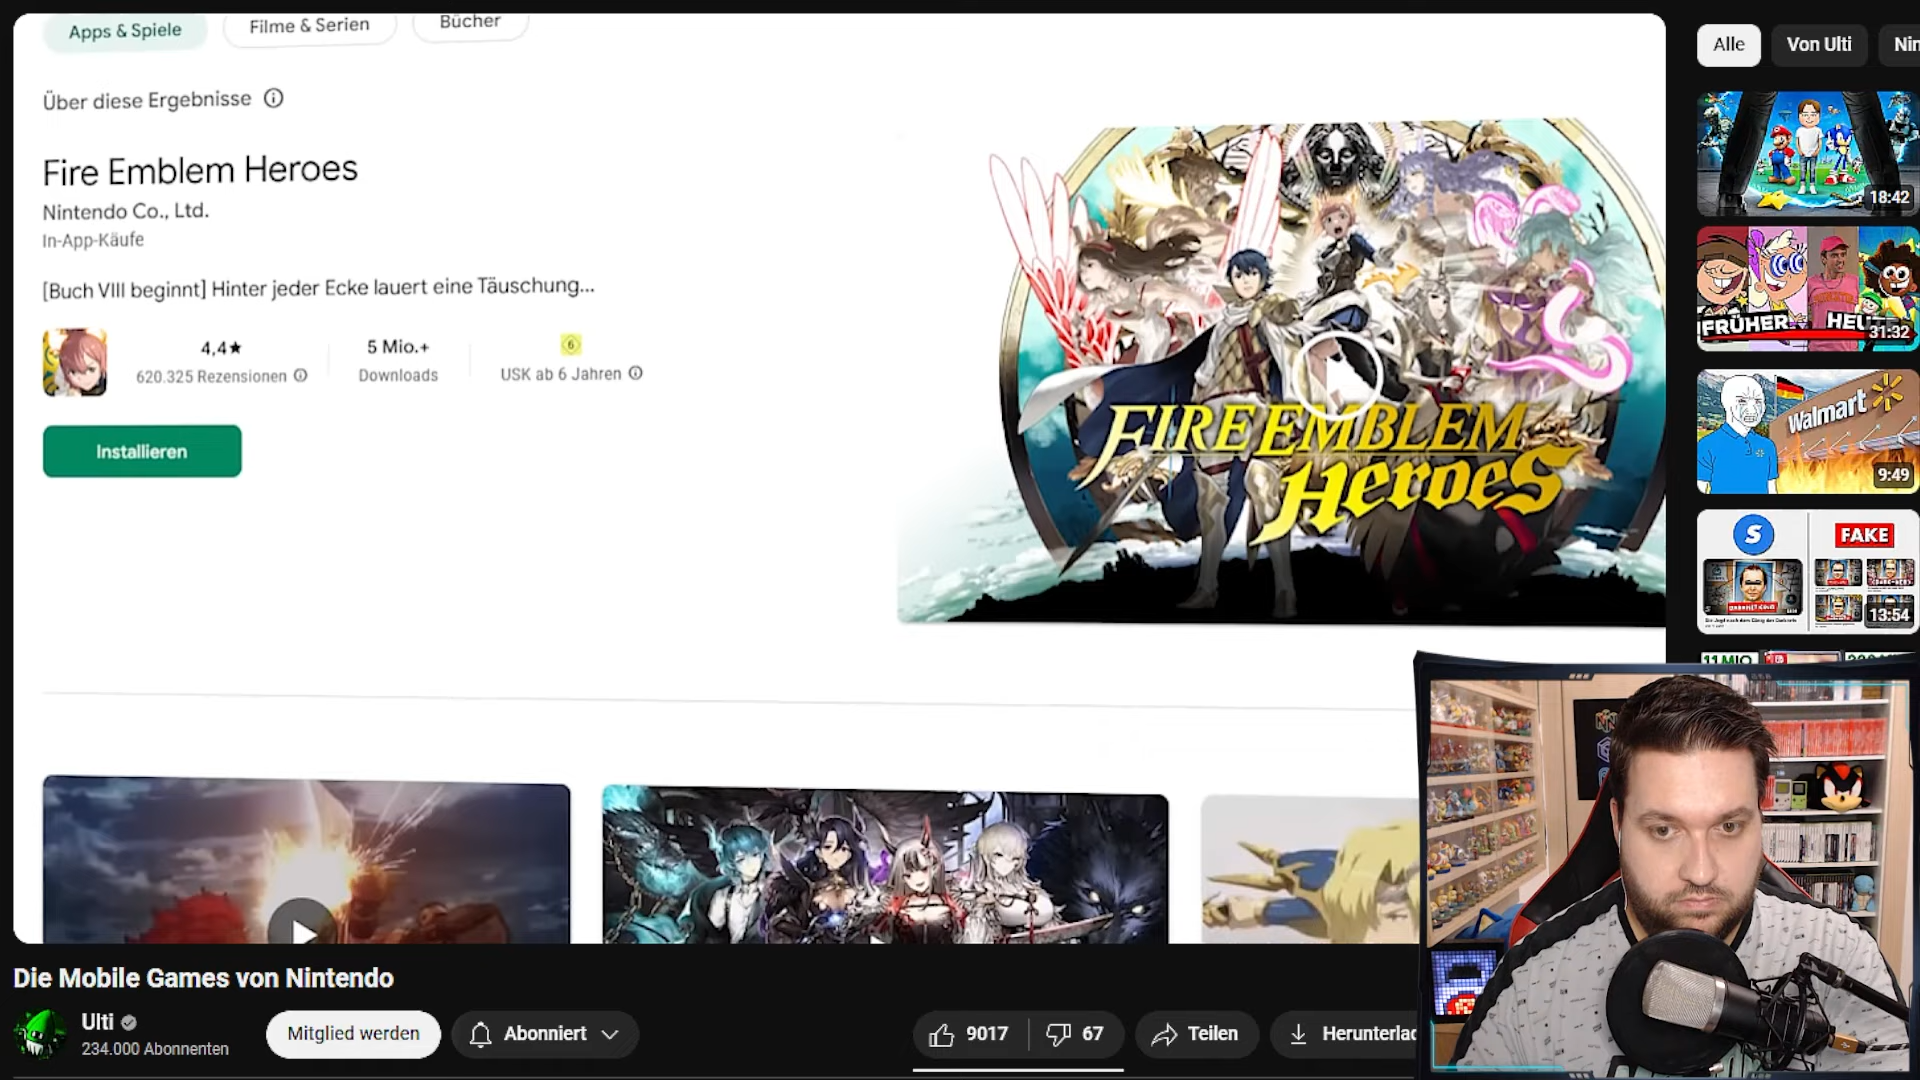 Apps & Spiele
Filme & Serien
Bücher
Über diese Ergebnisse
Fire Emblem Heroes
Nintendo Co., Ltd.
In-App-Käufe
[Buch VIII beginnt] Hinter jeder Ecke lauert eine Täuschung...
4,4★
620.325 Rezensionen
5 Mio.+
Downloads
6
USK ab 6 Jahren
Installieren
FIRE EMBLEM
Heroes
Die Mobile Games von Nintendo
Ulti
234.000 Abonnenten
Mitglied werden
Abonniert
9017
67
Teilen
Herunterlad
Alle
Von Ulti
Nin
18:42
FRÜHER
HEU
31:32
Walmart
9:49
S
FAKE
13:54
11 MIO